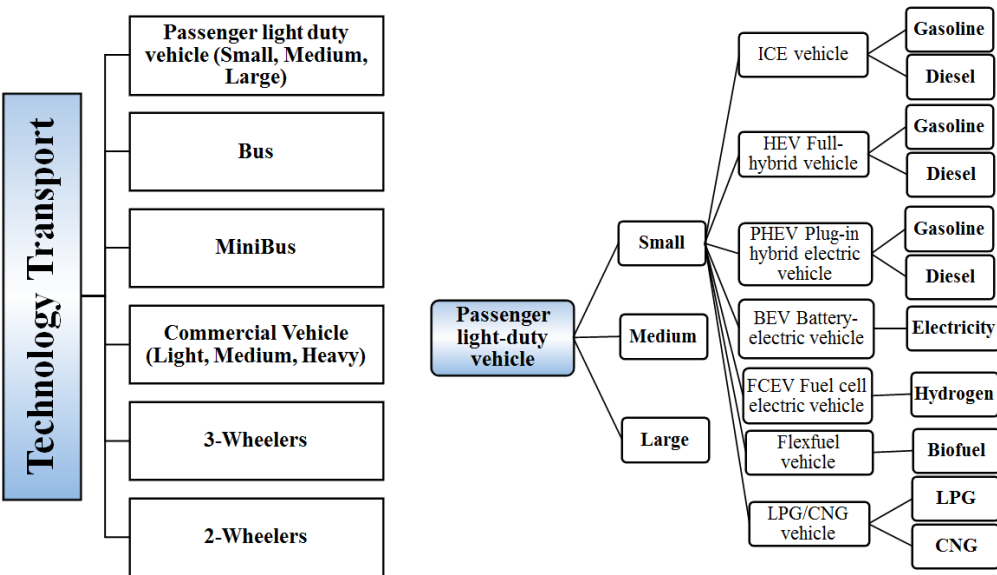 Technology Transport
Passenger light duty
vehicle (Small, Medium,
Large)
Bus
MiniBus
Commercial Vehicle
(Light, Medium, Heavy)
3-Wheelers
2-Wheelers
Passenger
light-duty
vehicle
Small
Medium
Large
ICE vehicle
Gasoline
Diesel
HEV Full-
hybrid vehicle
Gasoline
Diesel
PHEV Plug-in
hybrid electric
vehicle
Gasoline
Diesel
BEV Battery-
electric vehicle
Electricity
FCEV Fuel cell
electric vehicle
Hydrogen
Flexfuel
vehicle
Biofuel
LPG/CNG
vehicle
LPG
CNG